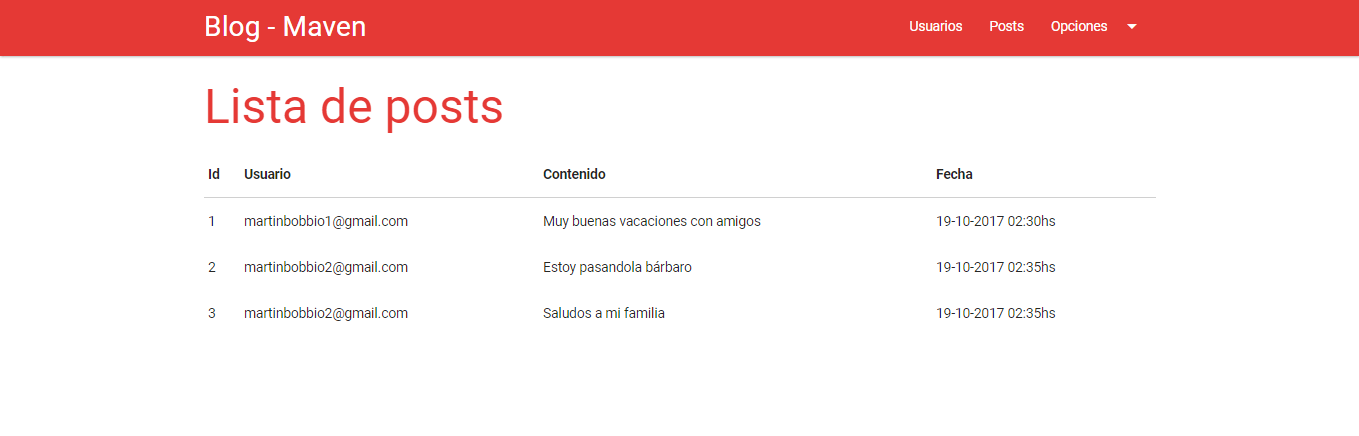 Blog - Maven Usuarios Posts Opciones
Lista de posts
Id Usuario Contenido Fecha
1 martinbobbio1@gmail.com Muy buenas vacaciones con amigos 19-10-2017 02:30hs
2 martinbobbio2@gmail.com Estoy pasandola bárbaro 19-10-2017 02:35hs
3 martinbobbio2@gmail.com Saludos a mi familia 19-10-2017 02:35hs